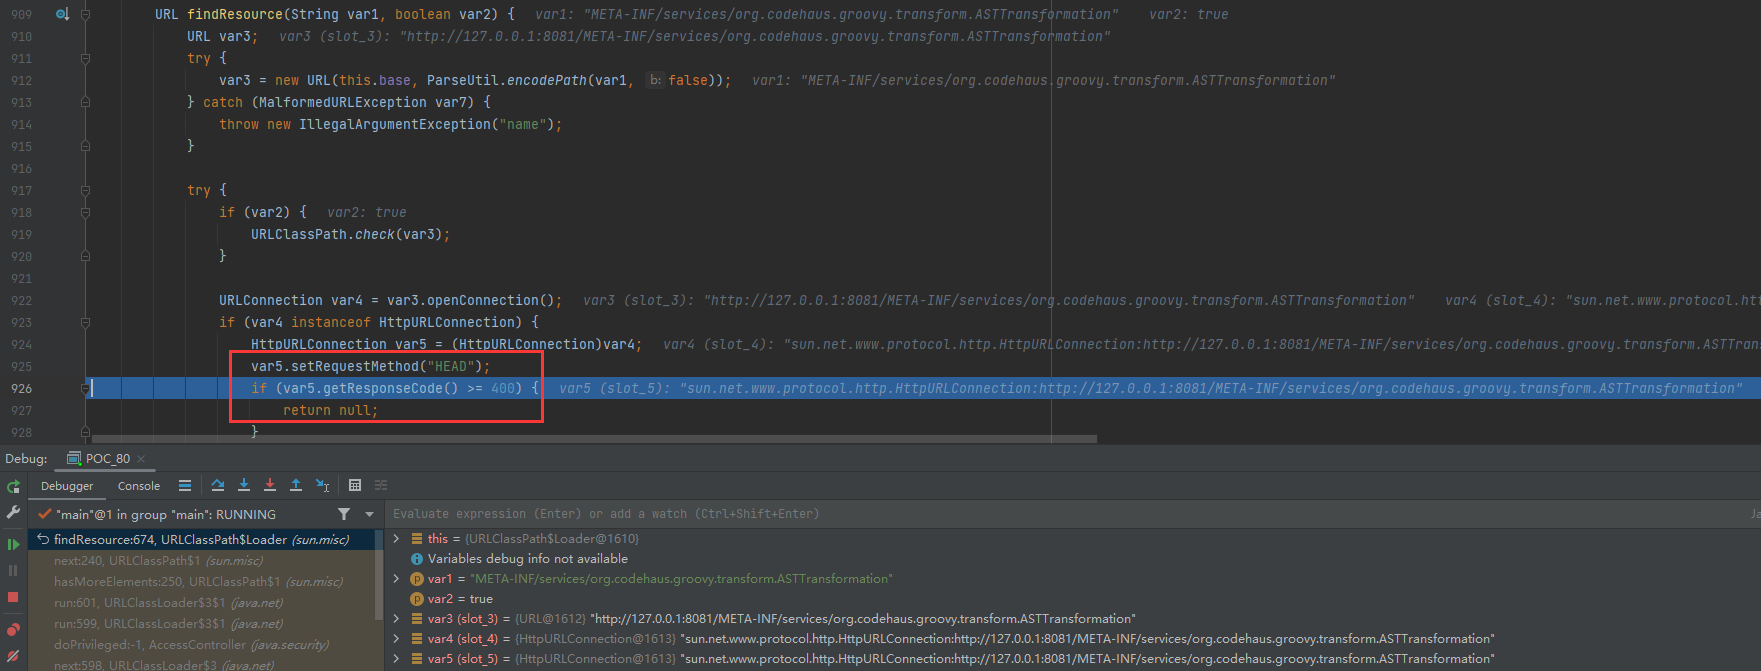 909 URL findResource(String var1, boolean var2) { var1: "META-INF/services/org.codehaus.groovy.transform.ASTTransformation" var2: true
910 URL var3; var3 (slot_3): "http://127.0.0.1:8081/META-INF/services/org.codehaus.groovy.transform.ASTTransformation"
911 try {
912 var3 = new URL(this.base, ParseUtil.encodePath(var1, b: false)); var1: "META-INF/services/org.codehaus.groovy.transform.ASTTransformation"
913 } catch (MalformedURLException var7) {
914 throw new IllegalArgumentException("name");
915 }
916
917 try {
918 if (var2) { var2: true
919 URLClassPath.check(var3);
920 }
921
922 URLConnection var4 = var3.openConnection(); var3 (slot_3): "http://127.0.0.1:8081/META-INF/services/org.codehaus.groovy.transform.ASTTransformation" var4 (slot_4): "sun.net.www.protocol.htt
923 if (var4 instanceof HttpURLConnection) {
924 HttpURLConnection var5 = (HttpURLConnection)var4; var4 (slot_4): "sun.net.www.protocol.http.HttpURLConnection:http://127.0.0.1:8081/META-INF/services/org.codehaus.groovy.transform.ASTTransf
925 var5.setRequestMethod("HEAD");
926 if (var5.getResponseCode() >= 400) { var5 (slot_5): "sun.net.www.protocol.http.HttpURLConnection:http://127.0.0.1:8081/META-INF/services/org.codehaus.groovy.transform.ASTTransformation"
927 return null;
928 }
Debug: POC_80
Debugger Console
"main"@1 in group "main": RUNNING
Evaluate expression (Enter) or add a watch (Ctrl+Shift+Enter) Ja
findResource:674, URLClassPath$Loader (sun.misc)
next:240, URLClassPath$1 (sun.misc)
hasMoreElements:250, URLClassPath$1 (sun.misc)
run:601, URLClassLoader$3$1 (java.net)
run:599, URLClassLoader$3$1 (java.net)
doPrivileged:-1, AccessController (java.security)
next:598, URLClassLoader$3 (java.net)
this = {URLClassPath$Loader@1610}
Variables debug info not available
var1 = "META-INF/services/org.codehaus.groovy.transform.ASTTransformation"
var2 = true
var3 (slot_3) = {URL@1612} "http://127.0.0.1:8081/META-INF/services/org.codehaus.groovy.transform.ASTTransformation"
var4 (slot_4) = {HttpURLConnection@1613} "sun.net.www.protocol.http.HttpURLConnection:http://127.0.0.1:8081/META-INF/services/org.codehaus.groovy.transform.ASTTransformation"
var5 (slot_5) = {HttpURLConnection@1613} "sun.net.www.protocol.http.HttpURLConnection:http://127.0.0.1:8081/META-INF/services/org.codehaus.groovy.transform.ASTTransformation"